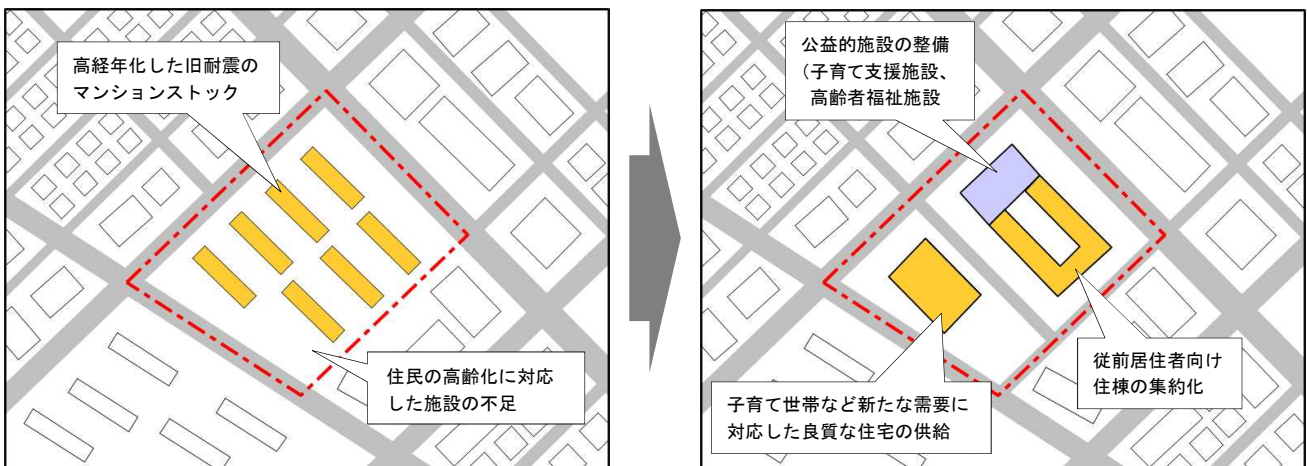 高経年化した旧耐震の
マンションストック
住民の高齢化に対応
した施設の不足
公益的施設の整備
（子育て支援施設、
高齢者福祉施設
従前居住者向け
住棟の集約化
子育て世帯など新たな需要に
対応した良質な住宅の供給